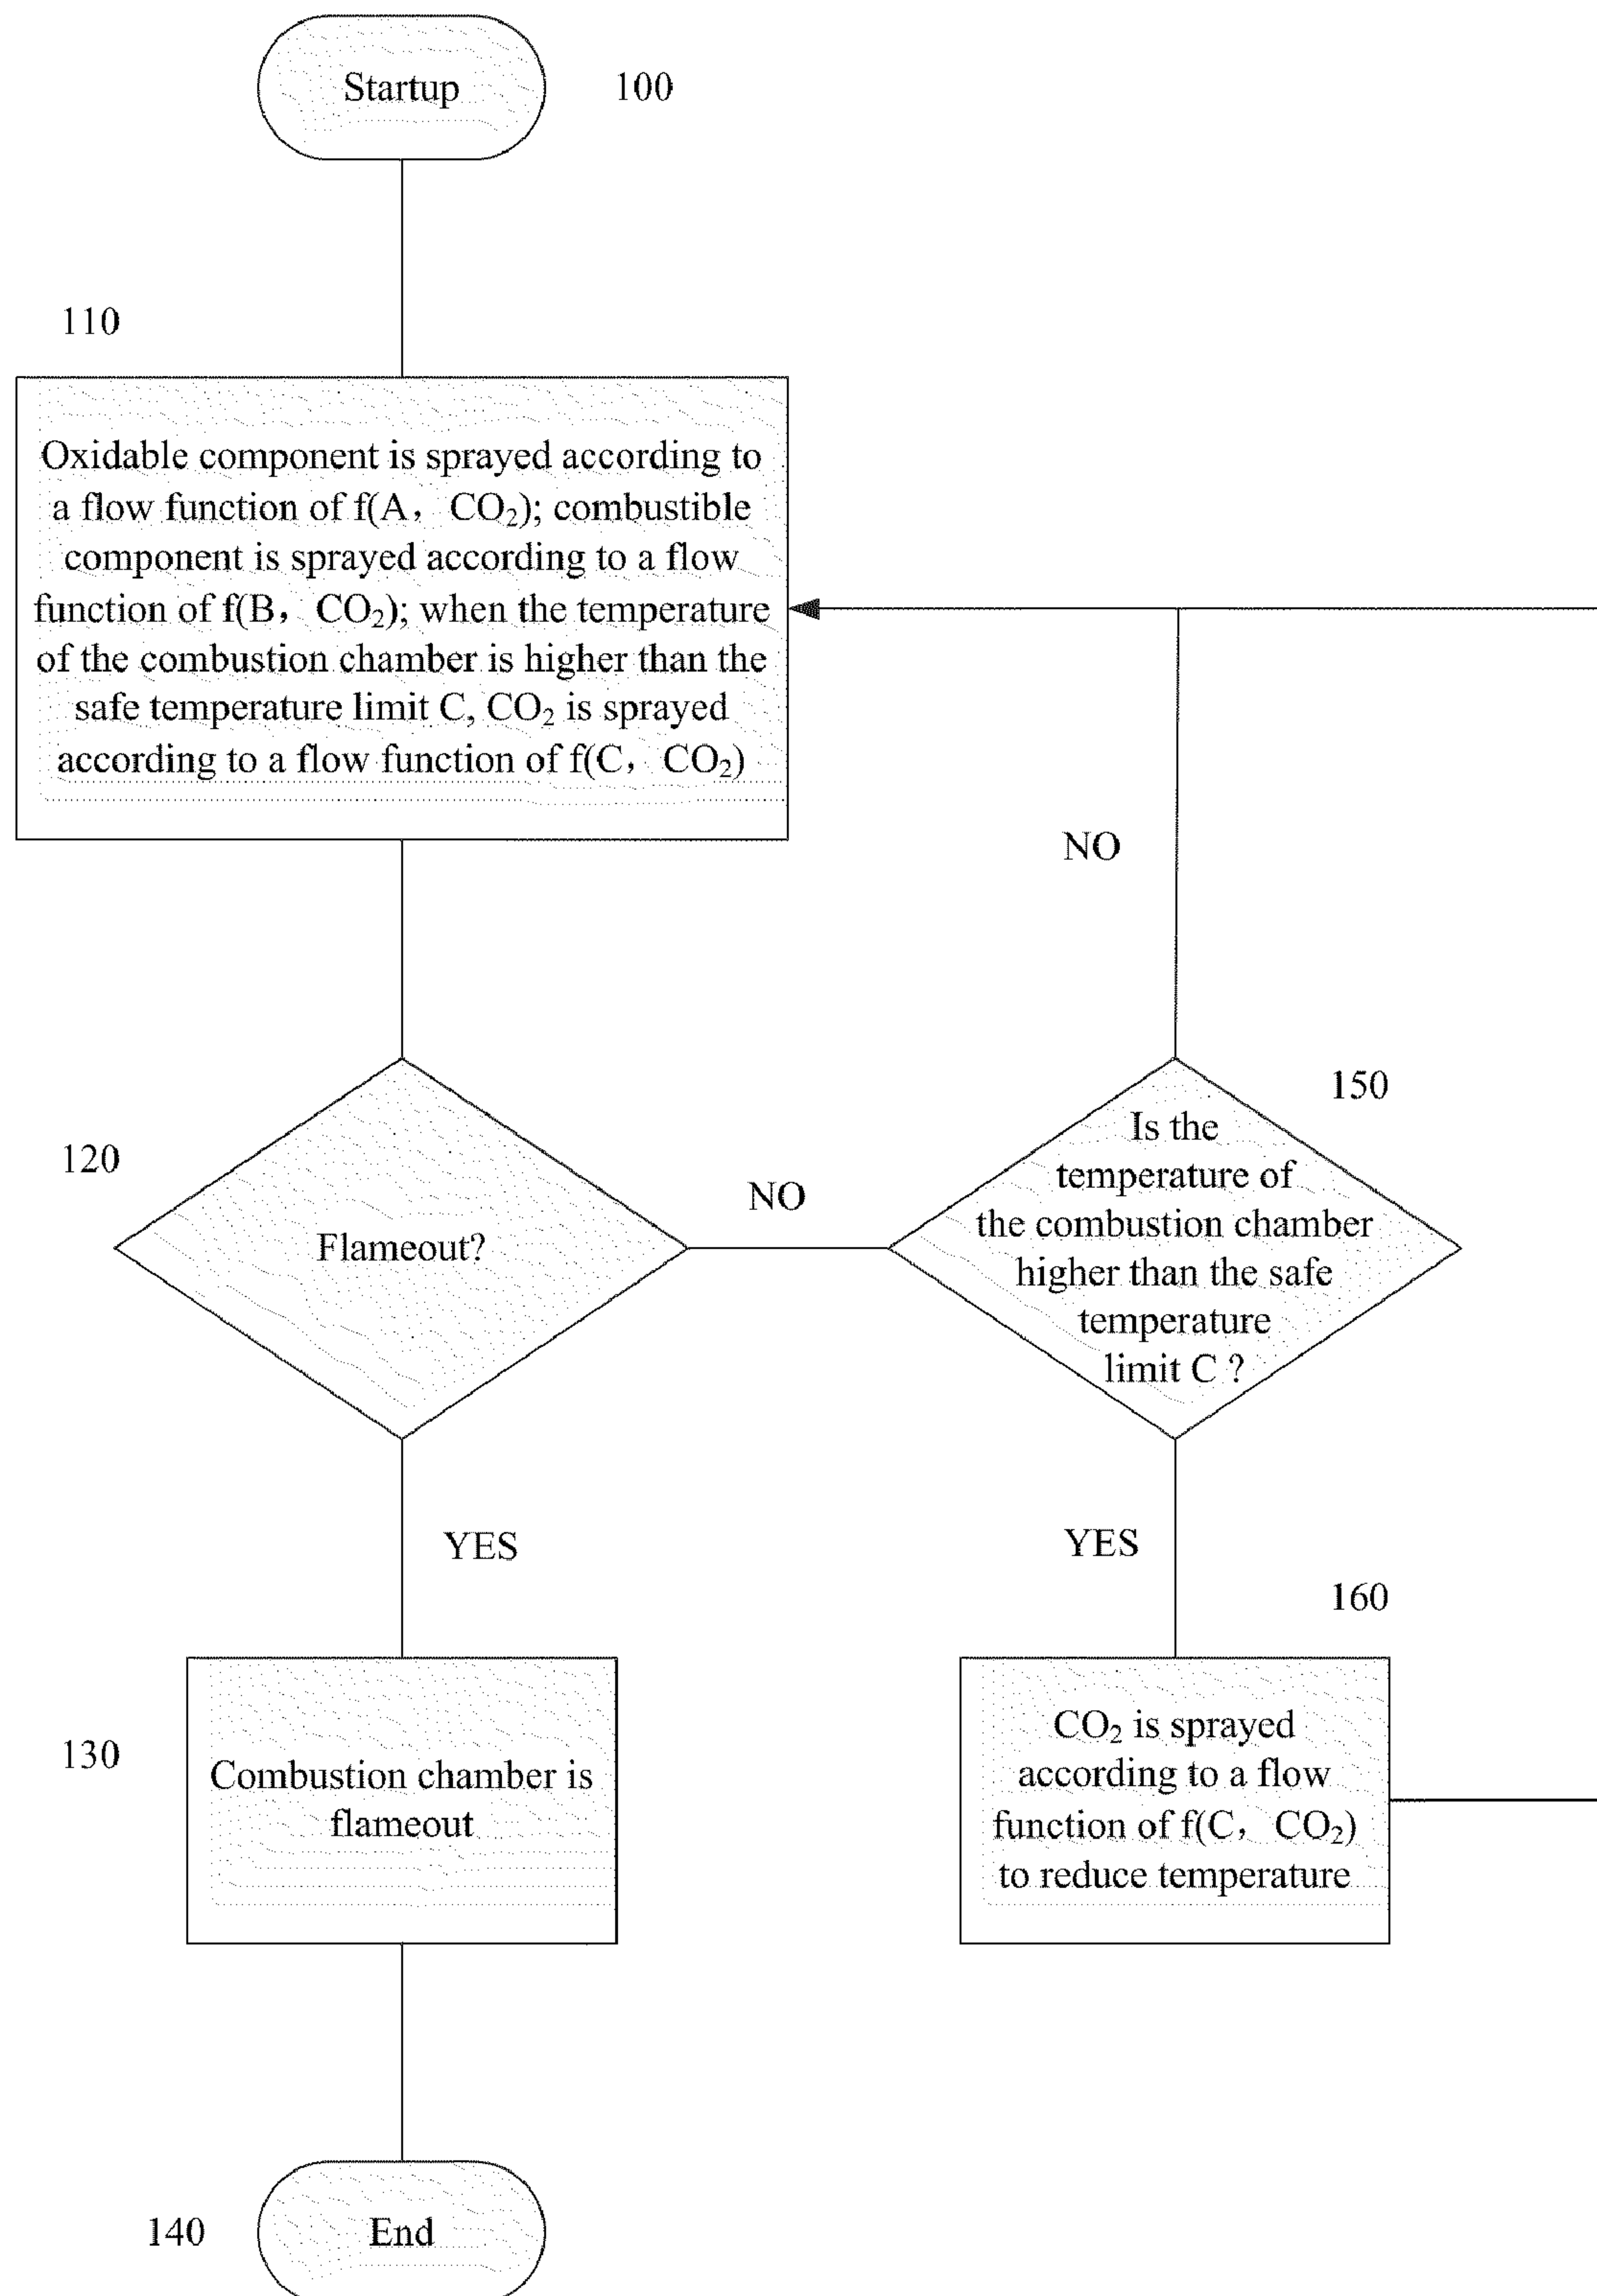 Startup
100
110
Oxidable component is sprayed according to
a flow function of f(A, CO₂); combustible
component is sprayed according to a flow
function of f(B, CO₂); when the temperature
of the combustion chamber is higher than the
safe temperature limit C, CO₂ is sprayed
according to a flow function of f(C, CO₂)
NO
120
Flameout?
NO
150
Is the
temperature of
the combustion chamber
higher than the safe
temperature
limit C ?
YES
YES
130
Combustion chamber is
flameout
160
CO₂ is sprayed
according to a flow
function of f(C, CO₂)
to reduce temperature
140
End